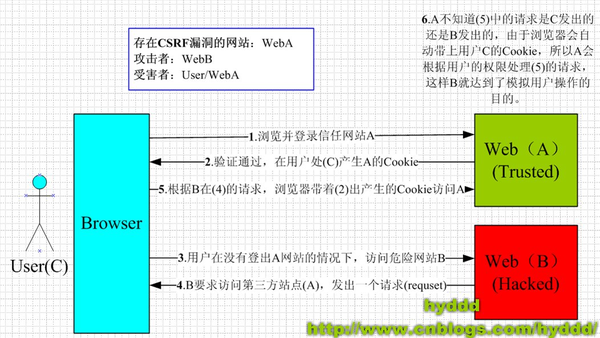 存在CSRF漏洞的网站：WebA
攻击者：WebB
受害者：User/WebA
6.A不知道(5)中的请求是C发出的
还是B发出的，由于浏览器会自
动带上用户C的Cookie，所以A会
根据用户的权限处理(5)的请求，
这样B就达到了模拟用户操作的
目的。
1.浏览并登录信任网站A
2.验证通过，在用户处(C)产生A的Cookie
5.根据B在(4)的请求，浏览器带着(2)出产生的Cookie访问A
3.用户在没有登出A网站的情况下，访问危险网站B
4.B要求访问第三方站点(A)，发出一个请求(requset)
User(C)
Browser
Web（A）
(Trusted)
Web（B）
(Hacked)
hyddd
http://www.cnblogs.com/hyddd/